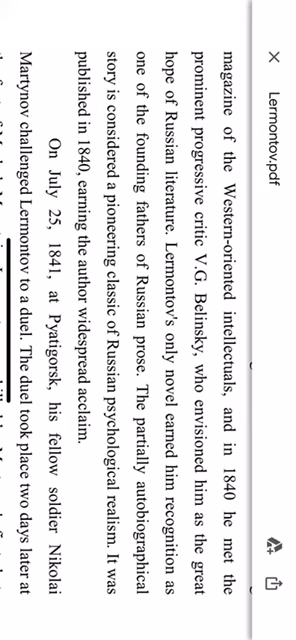 Lermontov.pdf
magazine of the Western-oriented intellectuals, and in 1840 he met the
prominent progressive critic V.G. Belinsky, who envisioned him as the great
hope of Russian literature. Lermontov's only novel earned him recognition as
one of the founding fathers of Russian prose. The partially autobiographical
story is considered a pioneering classic of Russian psychological realism. It was
published in 1840, earning the author widespread acclaim.
On July 25, 1841, at Pyatigorsk, his fellow soldier Nikolai
Martynov challenged Lermontov to a duel. The duel took place two days later at